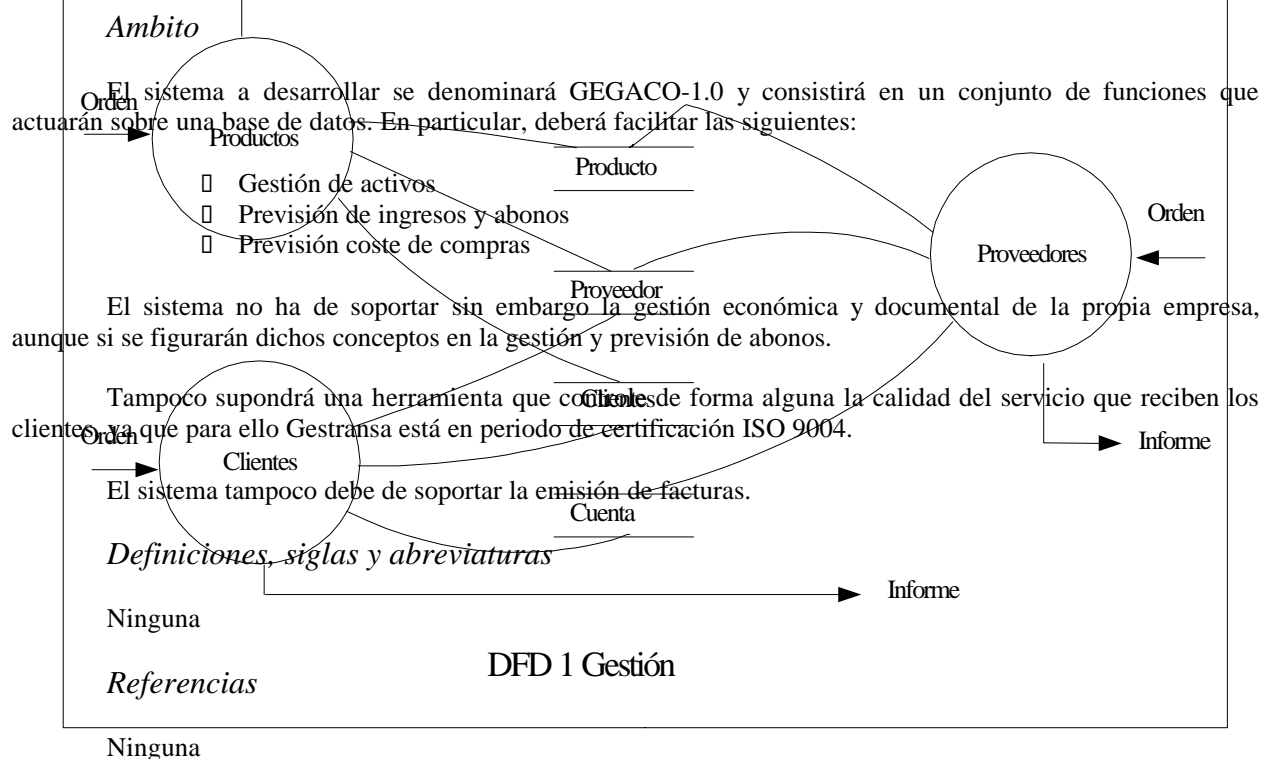 Ambito
El sistema a desarrollar se denominará GEGACO-1.0 y consistirá en un conjunto de funciones que
actuarán sobre una base de datos. En particular, deberá facilitar las siguientes:
Gestión de activos
Previsión de ingresos y abonos
Previsión coste de compras
El sistema no ha de soportar sin embargo la gestión económica y documental de la propia empresa,
aunque si se figurarán dichos conceptos en la gestión y previsión de abonos.
Tampoco supondrá una herramienta que controle de forma alguna la calidad del servicio que reciben los
clientes, ya que para ello Gestransa está en periodo de certificación ISO 9004.
El sistema tampoco debe de soportar la emisión de facturas.
Definiciones, siglas y abreviaturas
Ninguna
Referencias
Ninguna
Orden
Productos
Producto
Orden
Proveedores
Proveedor
Clientes
Orden
Clientes
Informe
Cuenta
Informe
DFD 1 Gestión